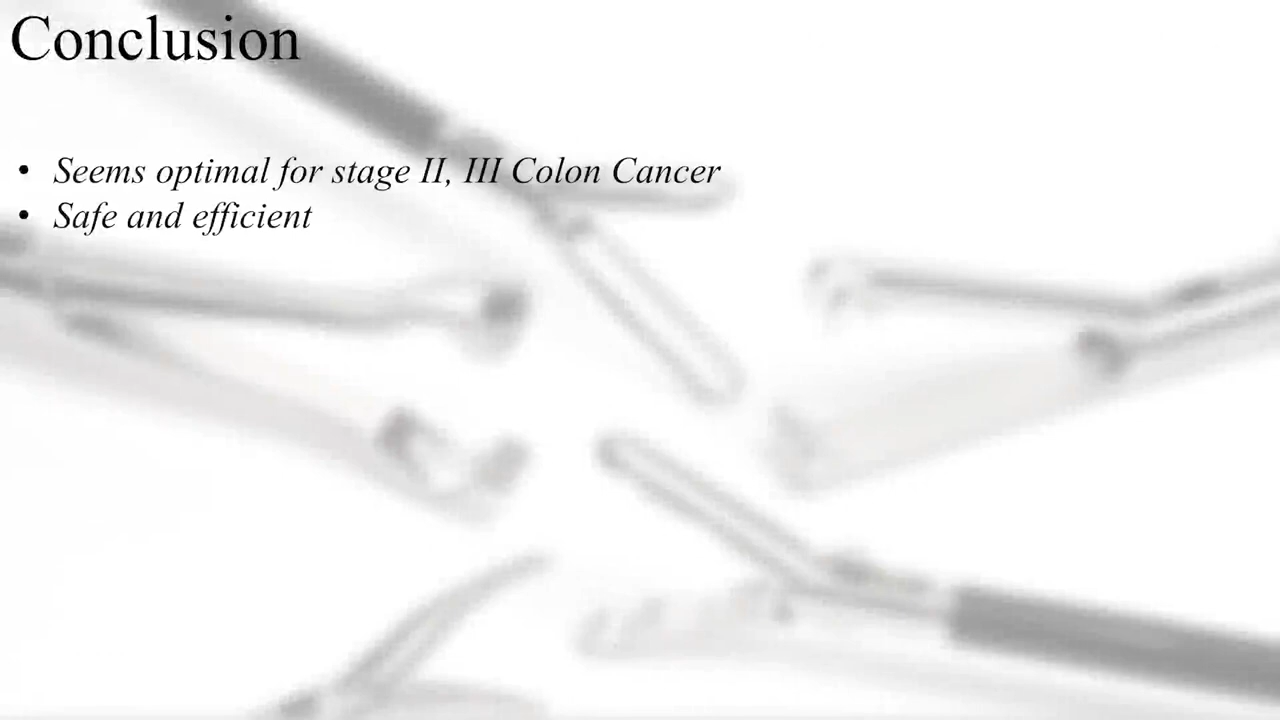 Conclusion
• Seems optimal for stage II, III Colon Cancer
• Safe and efficient